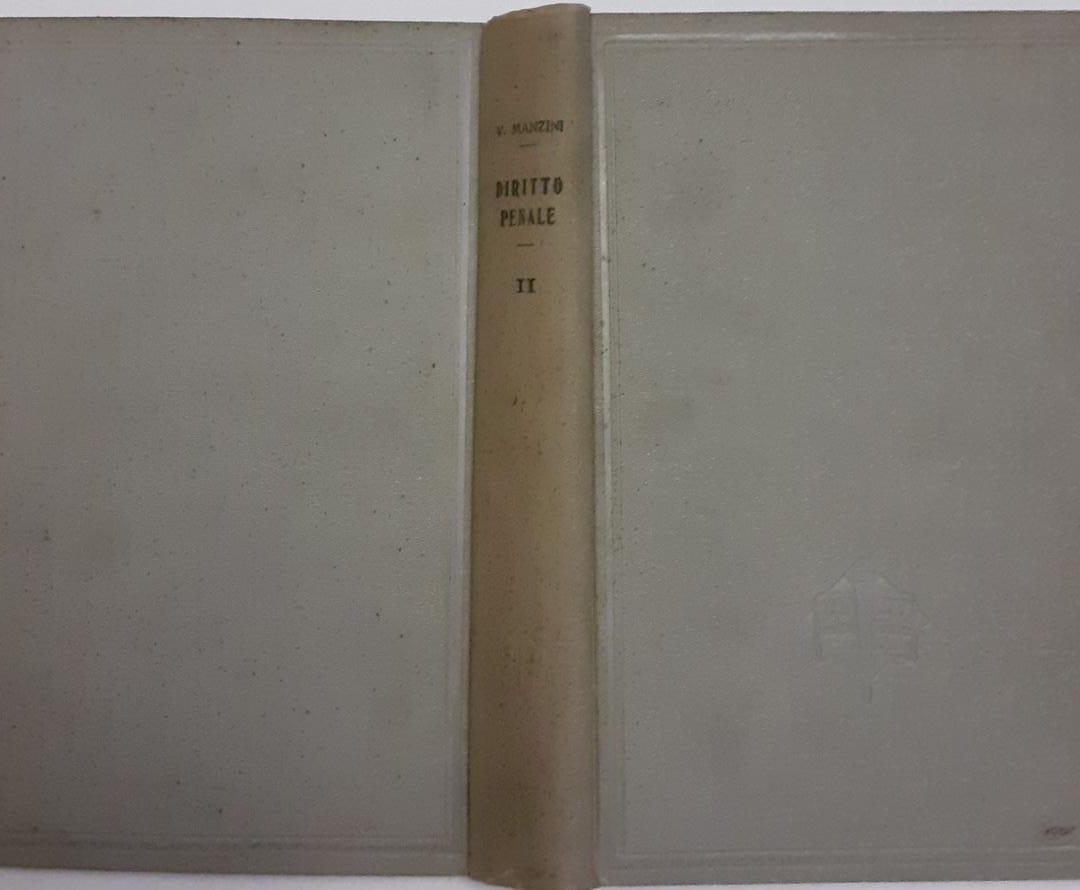 V. MANZINI
DIRITTO
PENALE
II